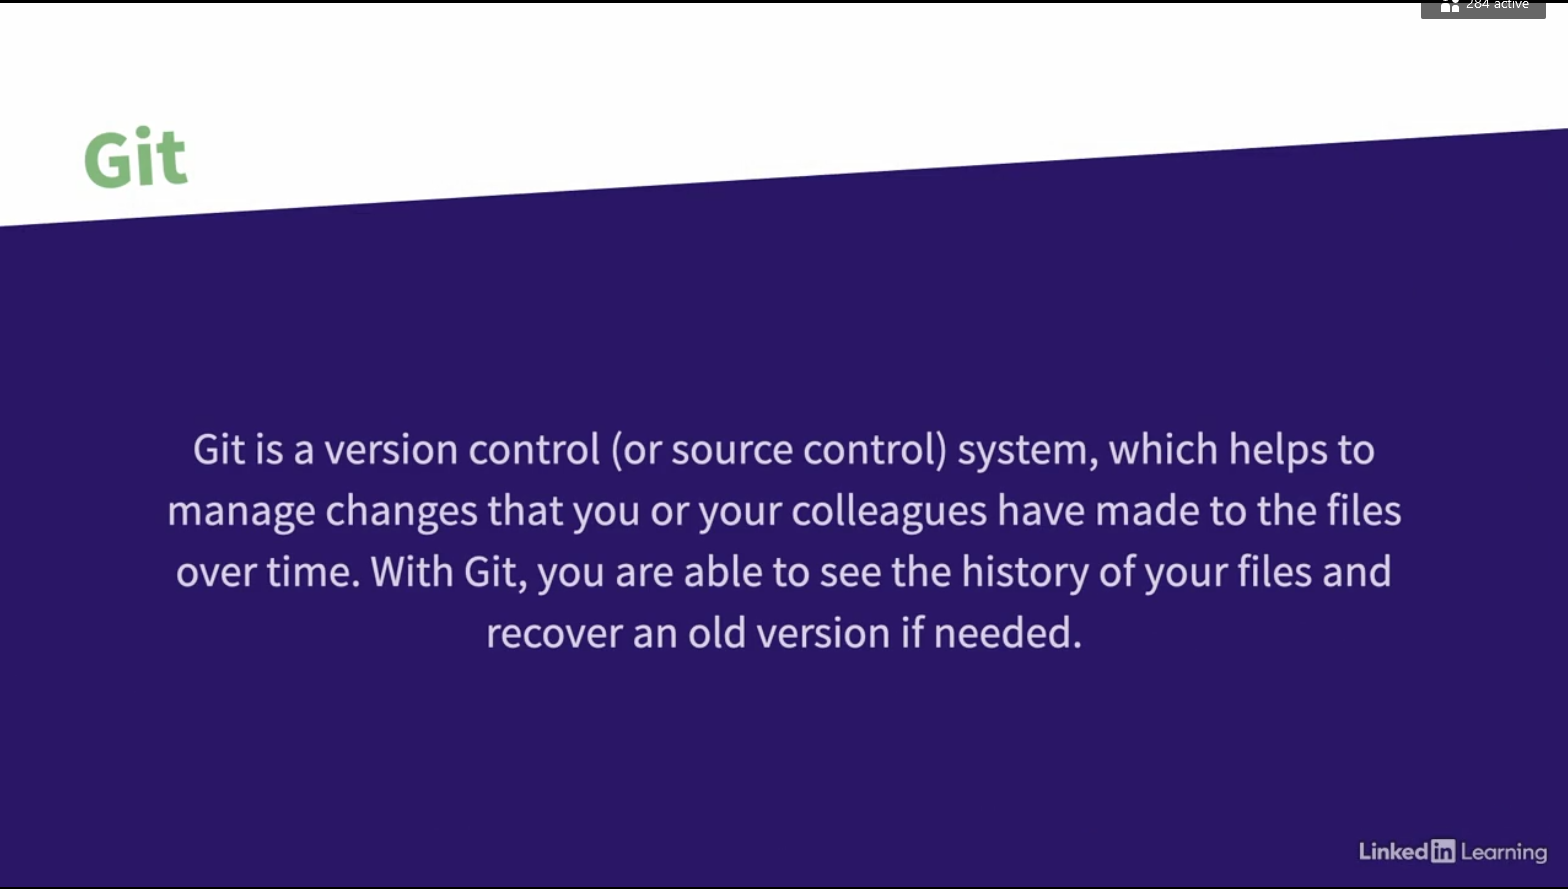 284 active
Git
Git is a version control (or source control) system, which helps to
manage changes that you or your colleagues have made to the files
over time. With Git, you are able to see the history of your files and
recover an old version if needed.
Linked in Learning